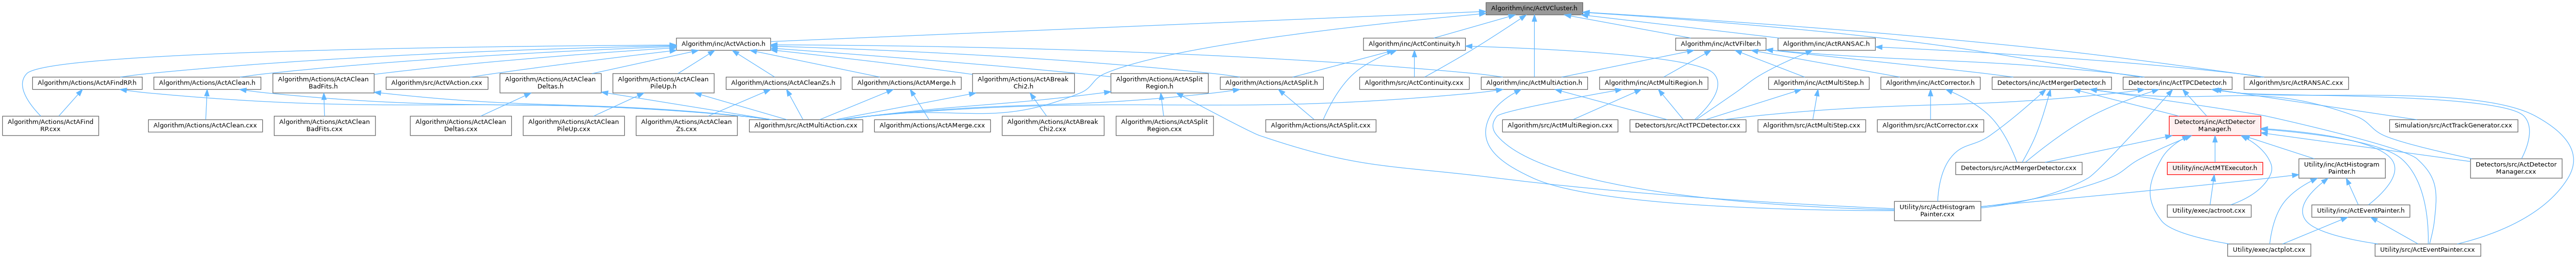 Algorithm/inc/ActVCluster.h
Algorithm/inc/ActVAction.h
Algorithm/inc/ActContinuity.h
Algorithm/inc/ActVFilter.h
Algorithm/inc/ActRANSAC.h
Algorithm/Actions/ActAFindRP.h
Algorithm/Actions/ActAClean.h
Algorithm/Actions/ActAClean
BadFits.h
Algorithm/src/ActVAction.cxx
Algorithm/Actions/ActAClean
Deltas.h
Algorithm/Actions/ActAClean
PileUp.h
Algorithm/Actions/ActACleanZs.h
Algorithm/Actions/ActAMerge.h
Algorithm/Actions/ActABreak
Chi2.h
Algorithm/Actions/ActASplit
Region.h
Algorithm/Actions/ActASplit.h
Algorithm/src/ActContinuity.cxx
Algorithm/inc/ActMultiAction.h
Algorithm/inc/ActMultiRegion.h
Algorithm/inc/ActMultiStep.h
Algorithm/inc/ActCorrector.h
Detectors/inc/ActMergerDetector.h
Detectors/inc/ActTPCDetector.h
Algorithm/src/ActRANSAC.cxx
Algorithm/Actions/ActAFind
RP.cxx
Algorithm/Actions/ActAClean.cxx
Algorithm/Actions/ActAClean
BadFits.cxx
Algorithm/Actions/ActAClean
Deltas.cxx
Algorithm/Actions/ActAClean
PileUp.cxx
Algorithm/Actions/ActAClean
Zs.cxx
Algorithm/src/ActMultiAction.cxx
Algorithm/Actions/ActAMerge.cxx
Algorithm/Actions/ActABreak
Chi2.cxx
Algorithm/Actions/ActASplit
Region.cxx
Algorithm/Actions/ActASplit.cxx
Algorithm/src/ActMultiRegion.cxx
Detectors/src/ActTPCDetector.cxx
Algorithm/src/ActMultiStep.cxx
Algorithm/src/ActCorrector.cxx
Detectors/inc/ActDetector
Manager.h
Simulation/src/ActTrackGenerator.cxx
Detectors/src/ActMergerDetector.cxx
Utility/inc/ActMTExecutor.h
Utility/inc/ActHistogram
Painter.h
Detectors/src/ActDetector
Manager.cxx
Utility/src/ActHistogram
Painter.cxx
Utility/exec/actroot.cxx
Utility/inc/ActEventPainter.h
Utility/exec/actplot.cxx
Utility/src/ActEventPainter.cxx